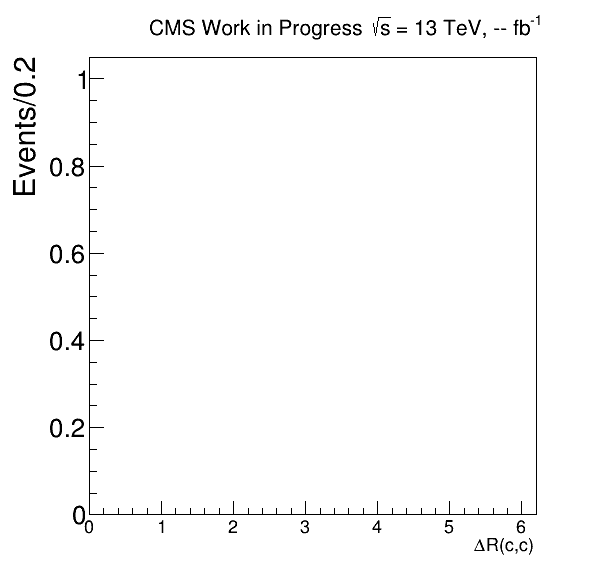 CMS Work in Progress √s = 13 TeV, -- fb⁻¹
Events/0.2
1
0.8
0.6
0.4
0.2
0
0 1 2 3 4 5 6
ΔR(c,c)